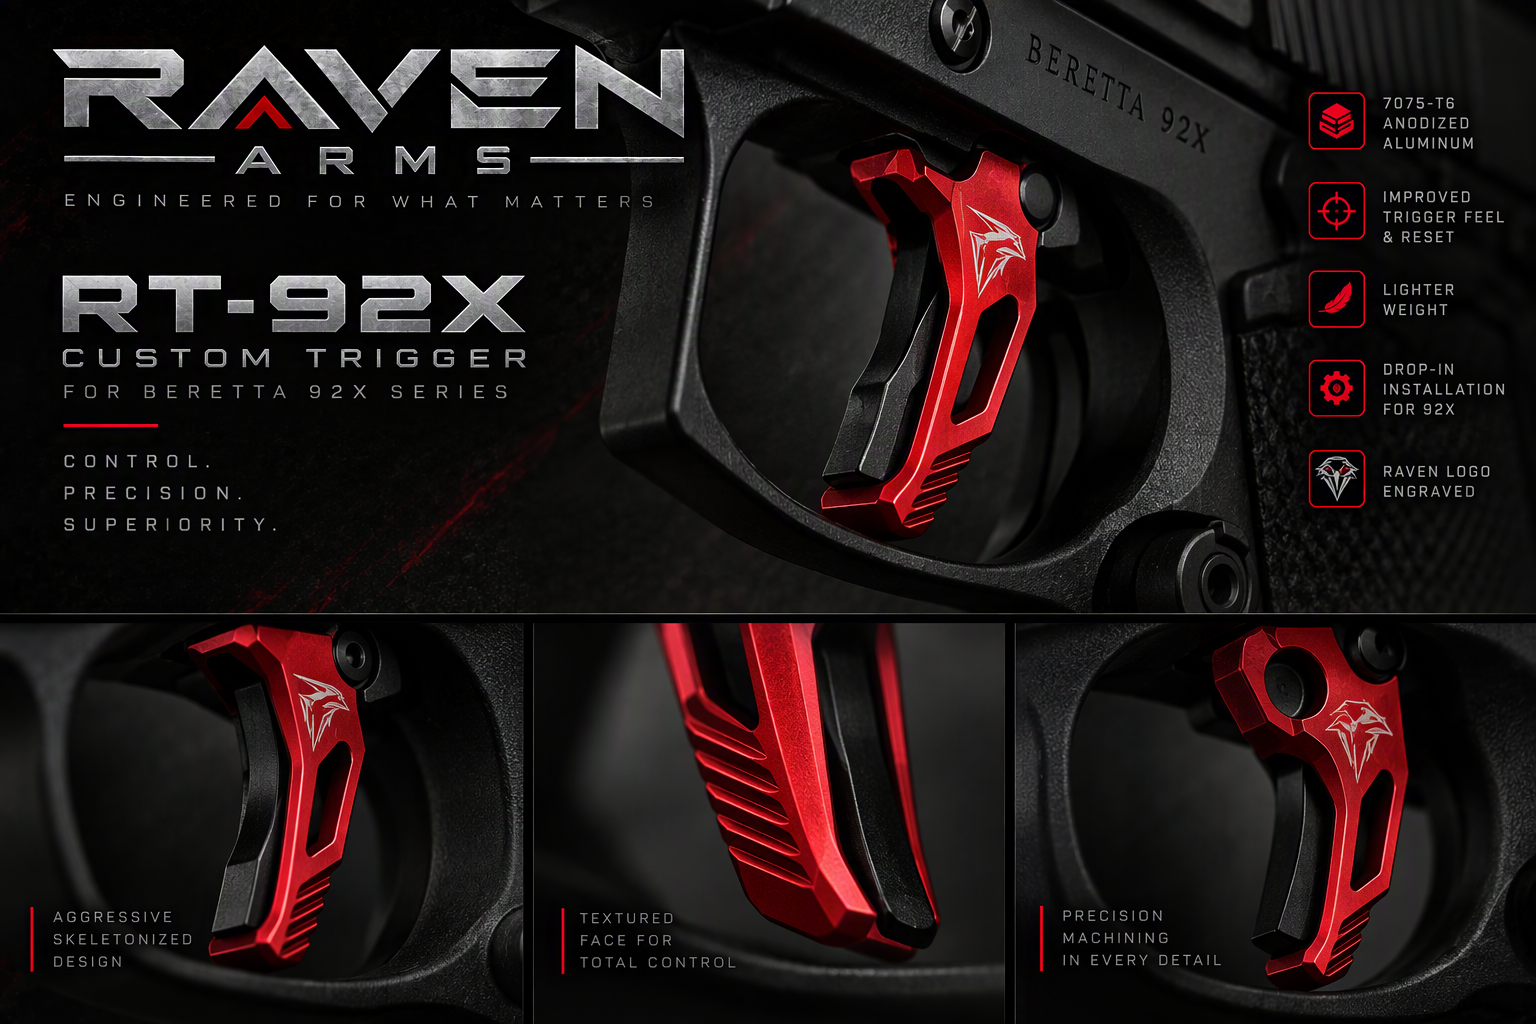 RAVEN
ARMS
ENGINEERED FOR WHAT MATTERS
RT-92X
CUSTOM TRIGGER
FOR BERETTA 92X SERIES
CONTROL.
PRECISION.
SUPERIORITY.
BERETTA 92X
7075-T6
ANODIZED
ALUMINUM
IMPROVED
TRIGGER FEEL
& RESET
LIGHTER
WEIGHT
DROP-IN
INSTALLATION
FOR 92X
RAVEN LOGO
ENGRAVED
AGGRESSIVE
SKELETONIZED
DESIGN
TEXTURED
FACE FOR
TOTAL CONTROL
PRECISION
MACHINING
IN EVERY DETAIL